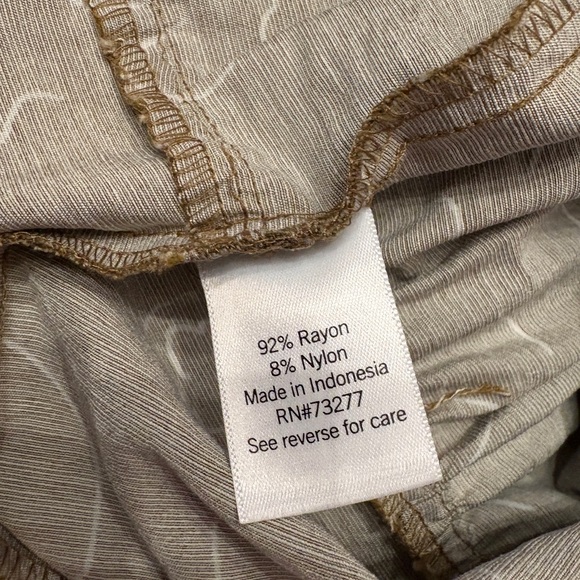 92% Rayon
8% Nylon
Made in Indonesia
RN#73277
See reverse for care